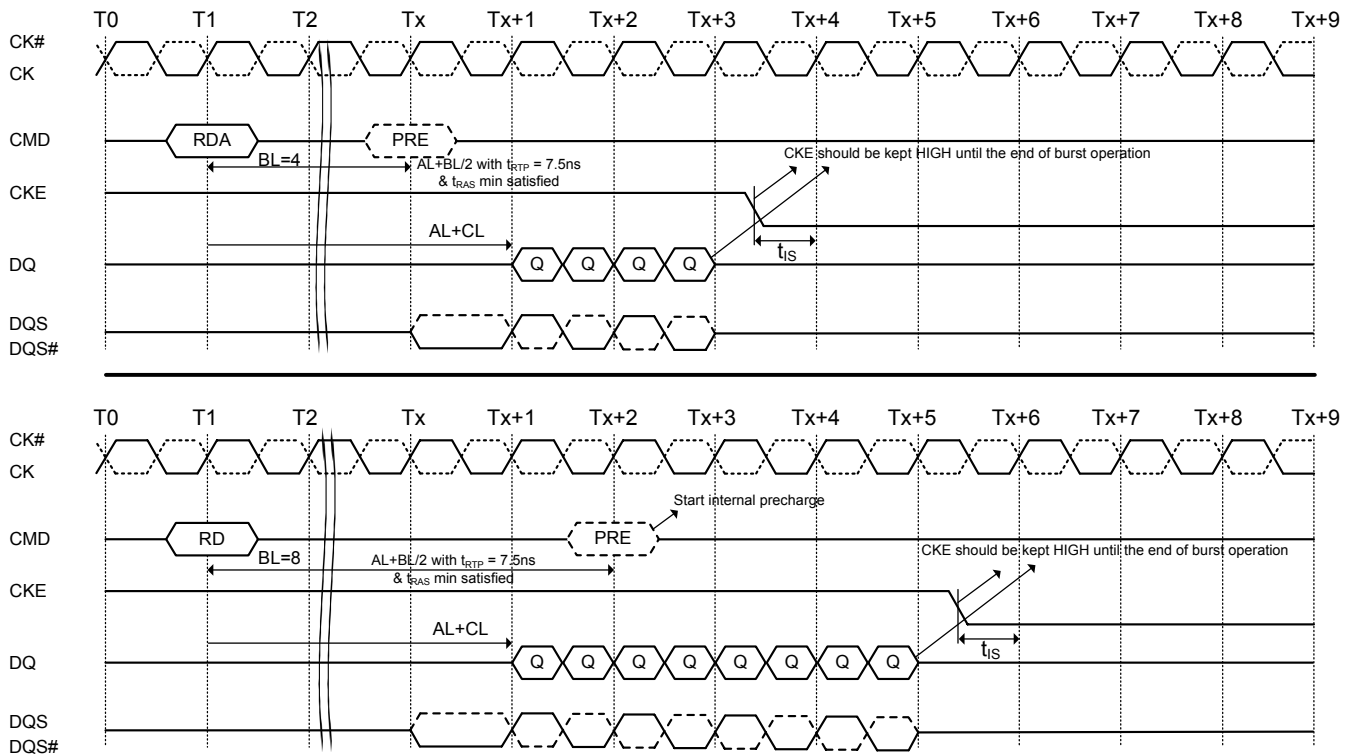 T0 T1 T2 Tx Tx+1 Tx+2 Tx+3 Tx+4 Tx+5 Tx+6 Tx+7 Tx+8 Tx+9
CK#
CK
CMD RDA PRE
BL=4 AL+BL/2 with tRTP = 7.5ns
& tRAS min satisfied
CKE should be kept HIGH until the end of burst operation
CKE
AL+CL
tIS
DQ Q Q Q Q
DQS
DQS#
T0 T1 T2 Tx Tx+1 Tx+2 Tx+3 Tx+4 Tx+5 Tx+6 Tx+7 Tx+8 Tx+9
CK#
CK
Start internal precharge
CMD RD PRE
BL=8 AL+BL/2 with tRTP = 7.5ns
& tRAS min satisfied
CKE should be kept HIGH until the end of burst operation
CKE
AL+CL
tIS
DQ Q Q Q Q Q Q Q Q
DQS
DQS#